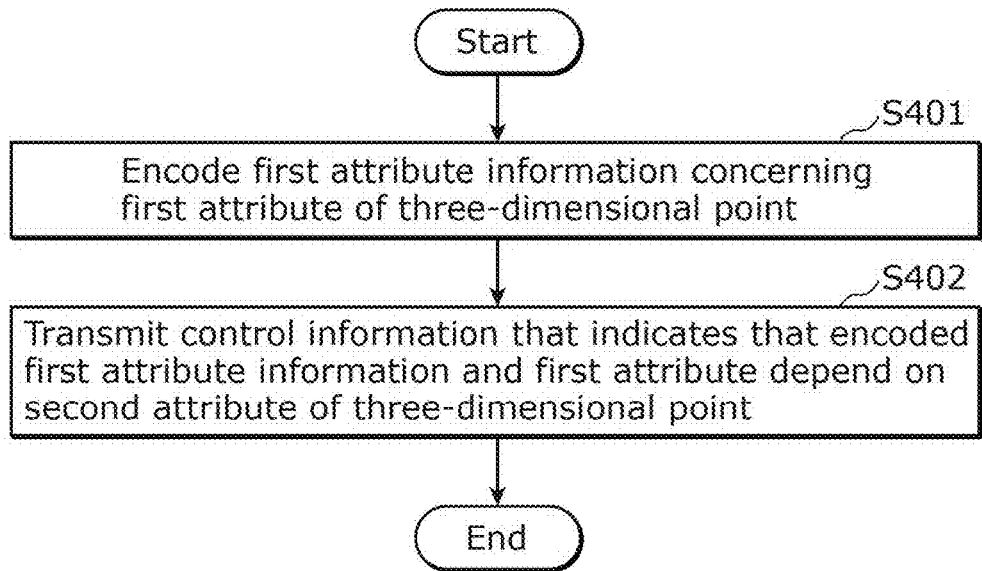 Start
S401
Encode first attribute information concerning
first attribute of three-dimensional point
S402
Transmit control information that indicates that encoded
first attribute information and first attribute depend on
second attribute of three-dimensional point
End